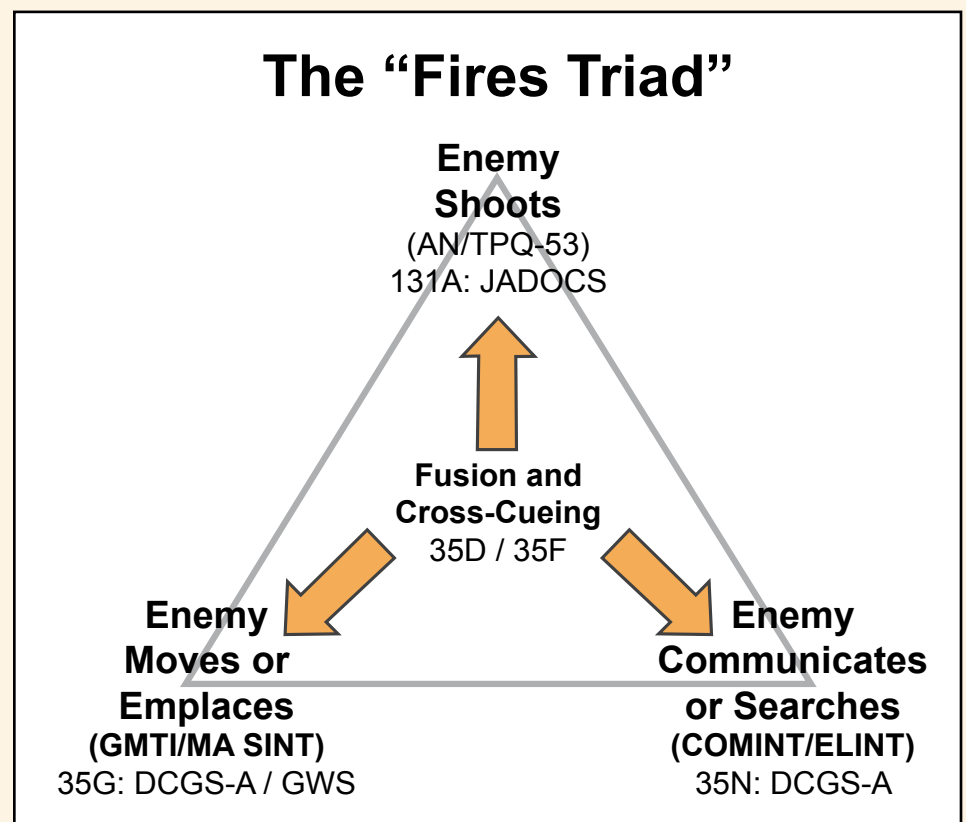 The “Fires Triad”
Enemy
Shoots
(AN/TPQ-53)
131A: JADOCS
Fusion and
Cross-Cueing
35D / 35F
Enemy
Moves or
Emplaces
(GMTI/MA SINT)
35G: DCGS-A / GWS
Enemy
Communicates
or Searches
(COMINT/ELINT)
35N: DCGS-A